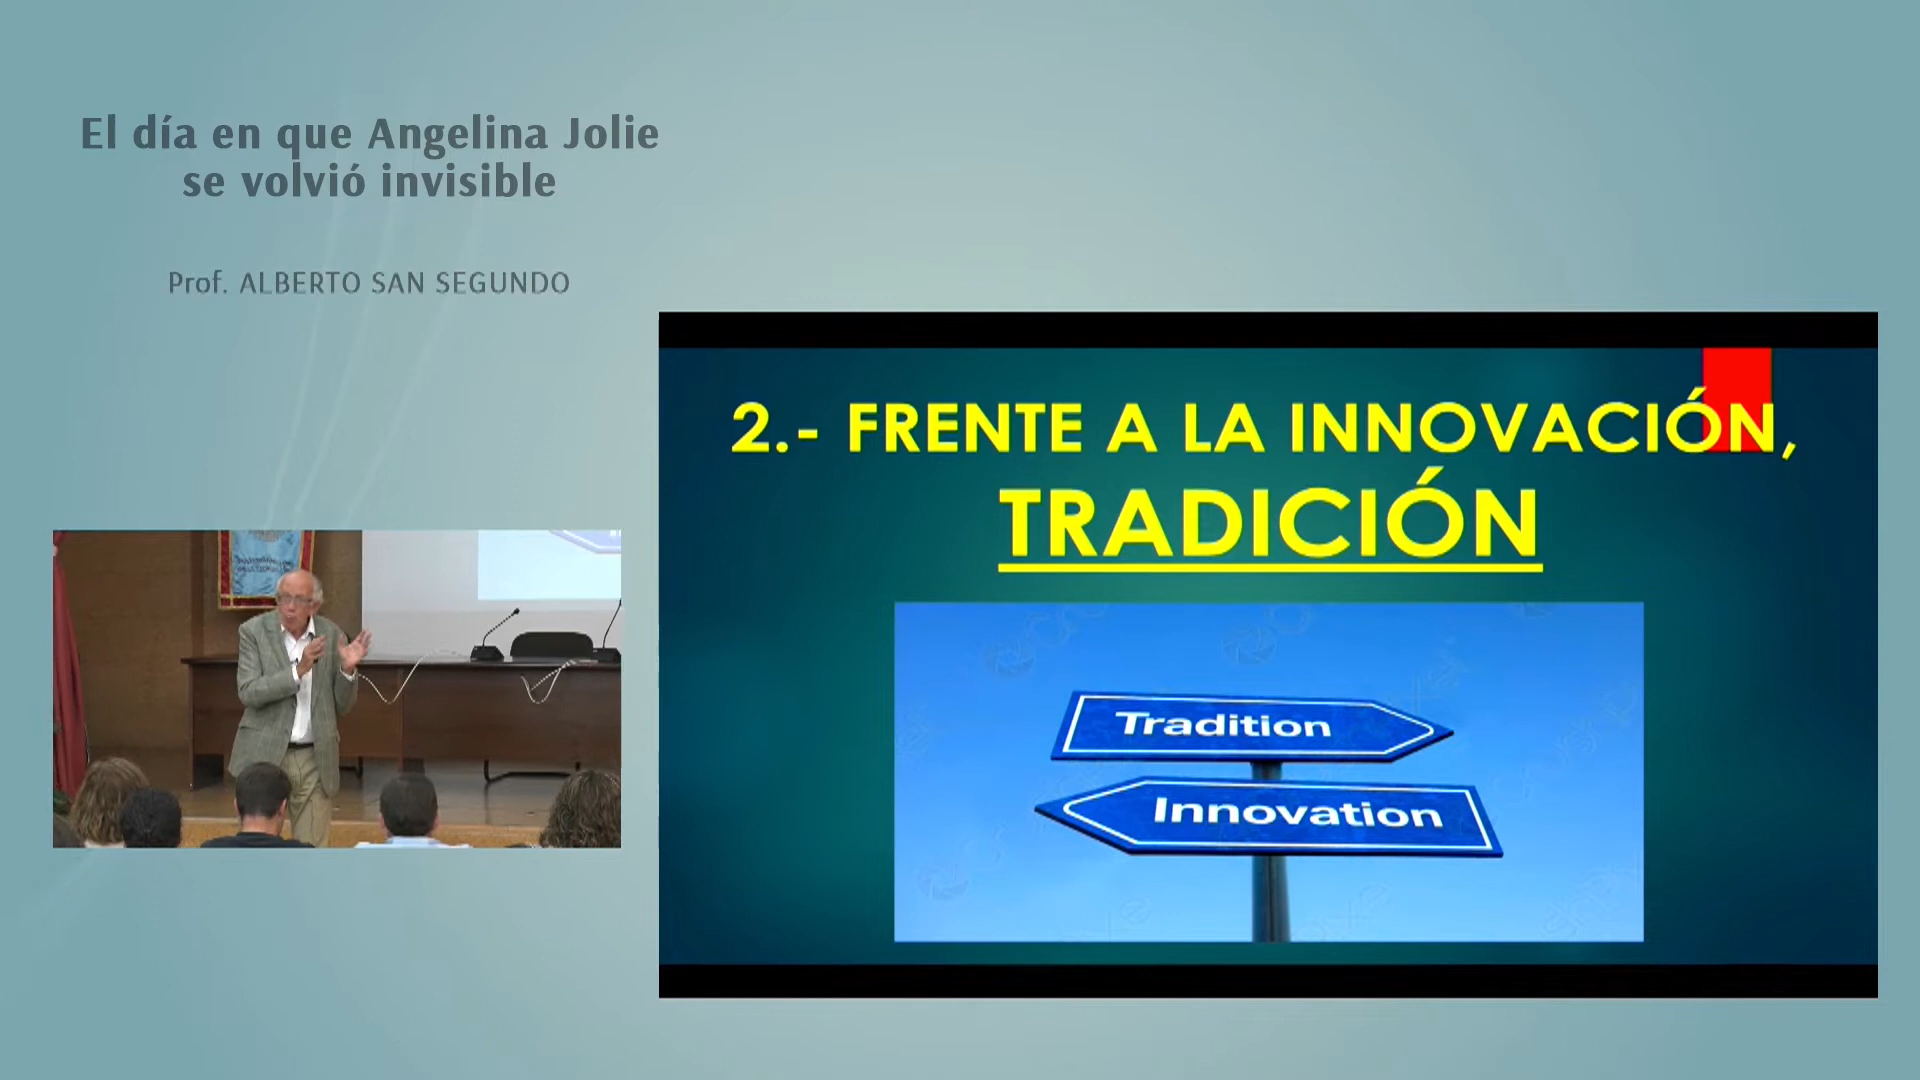 El día en que Angelina Jolie
se volvió invisible
Prof. ALBERTO SAN SEGUNDO
2.- FRENTE A LA INNOVACIÓN,
TRADICIÓN
Tradition
Innovation